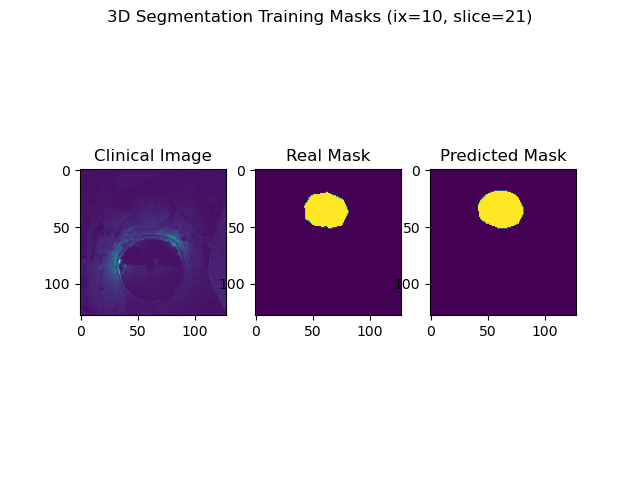 3D Segmentation Training Masks (ix=10, slice=21)
Clinical Image Real Mask Predicted Mask
0 0 0
50 50 50
100 100 100
0 50 100 0 50 100 0 50 100